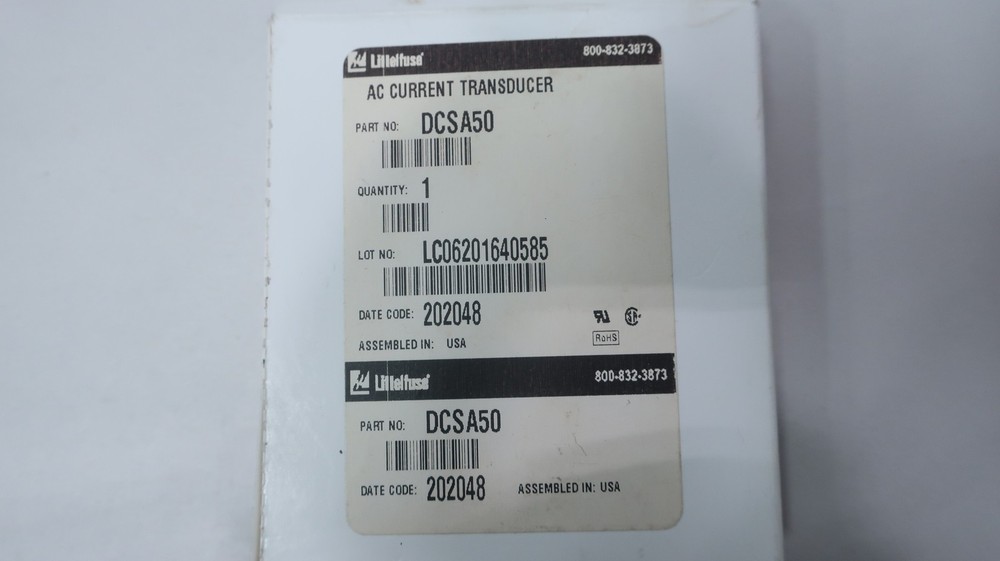 Littelfuse® 800-832-3873
AC CURRENT TRANSDUCER
PART NO: DCSA50
QUANTITY: 1
LOT NO: LC06201640585
DATE CODE: 202048
ASSEMBLED IN: USA
RoHS
Littelfuse® 800-832-3873
PART NO: DCSA50
DATE CODE: 202048 ASSEMBLED IN: USA